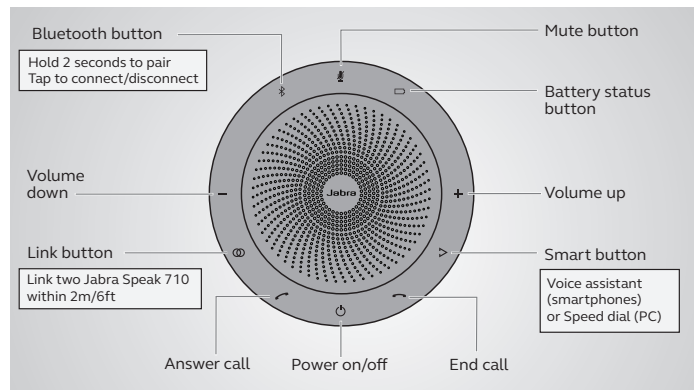 Bluetooth button
Hold 2 seconds to pair
Tap to connect/disconnect
Mute button
Battery status
button
Volume
down
Jabra
Volume up
Link button
Link two Jabra Speak 710
within 2m/6ft
Smart button
Voice assistant
(smartphones)
or Speed dial (PC)
Answer call
Power on/off
End call